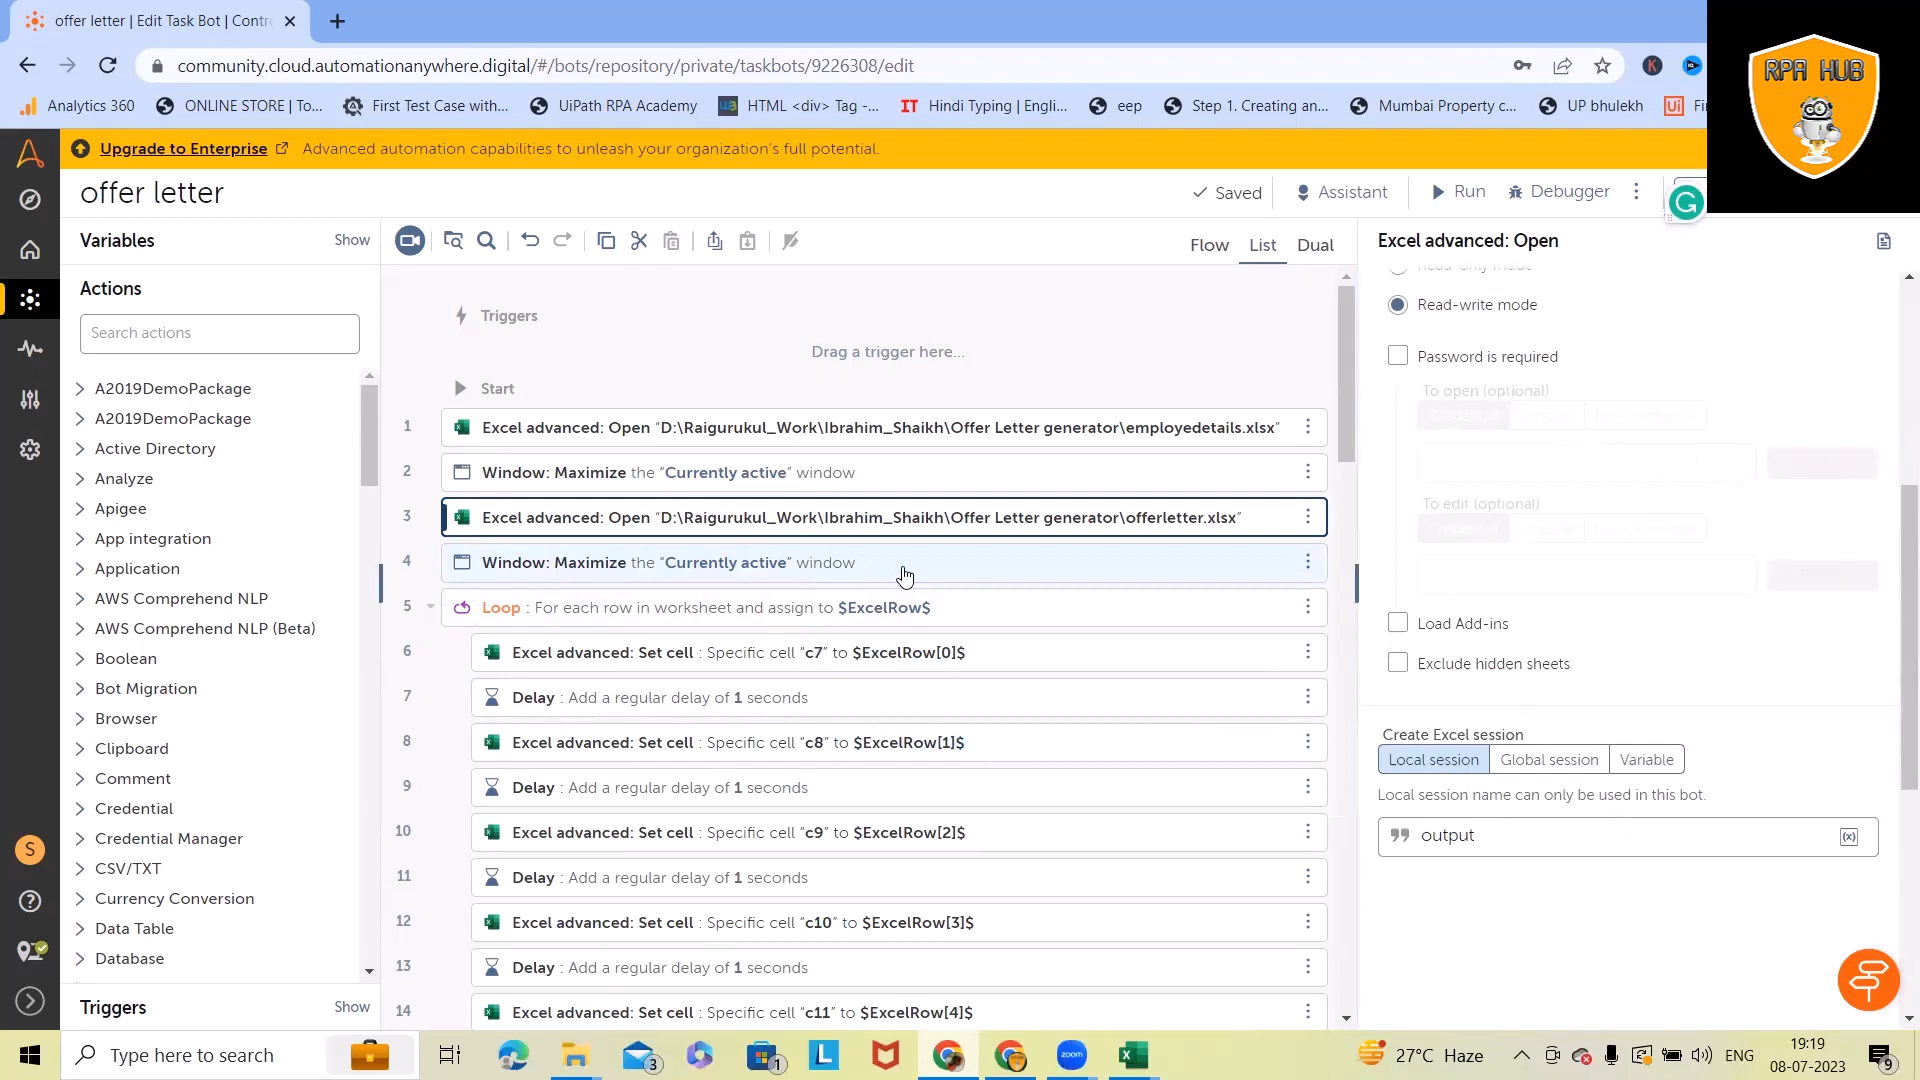 offer letter | Edit Task Bot | Contr
community.cloud.automationanywhere.digital/#/bots/repository/private/taskbots/9226308/edit
K
RPA HUB
Analytics 360
ONLINE STORE | To...
First Test Case with...
UiPath RPA Academy
HTML <div> Tag -...
IT
Hindi Typing | Engli...
eep
Step 1. Creating an...
Mumbai Property c...
UP bhulekh
Ui
Fir
Upgrade to Enterprise
Advanced automation capabilities to unleash your organization's full potential.
offer letter
Saved
Assistant
Run
Debugger
Variables
Show
Flow
List
Dual
Excel advanced: Open
Actions
Search actions
A2019DemoPackage
A2019DemoPackage
Active Directory
Analyze
Apigee
App integration
Application
AWS Comprehend NLP
AWS Comprehend NLP (Beta)
Boolean
Bot Migration
Browser
Clipboard
Comment
Credential
Credential Manager
CSV/TXT
Currency Conversion
Data Table
Database
Triggers
Show
S
Triggers
Drag a trigger here...
Start
1 Excel advanced: Open "D:\Raigurukul_Work\Ibrahim_Shaikh\Offer Letter generator\employedetails.xlsx"
2 Window: Maximize the "Currently active" window
3 Excel advanced: Open "D:\Raigurukul_Work\Ibrahim_Shaikh\Offer Letter generator\offerletter.xlsx"
4 Window: Maximize the "Currently active" window
5 Loop : For each row in worksheet and assign to $ExcelRow$
6 Excel advanced: Set cell : Specific cell "c7" to $ExcelRow[0]$
7 Delay : Add a regular delay of 1 seconds
8 Excel advanced: Set cell : Specific cell "c8" to $ExcelRow[1]$
9 Delay : Add a regular delay of 1 seconds
10 Excel advanced: Set cell : Specific cell "c9" to $ExcelRow[2]$
11 Delay : Add a regular delay of 1 seconds
12 Excel advanced: Set cell : Specific cell "c10" to $ExcelRow[3]$
13 Delay : Add a regular delay of 1 seconds
14 Excel advanced: Set cell : Specific cell "c11" to $ExcelRow[4]$
Read-only mode
Read-write mode
Password is required
To open (optional)
To edit (optional)
Load Add-ins
Exclude hidden sheets
Create Excel session
Local session
Global session
Variable
Local session name can only be used in this bot.
output
(x)
Type here to search
3
1
L
zoom
27°C Haze
ENG
19:19
08-07-2023
9